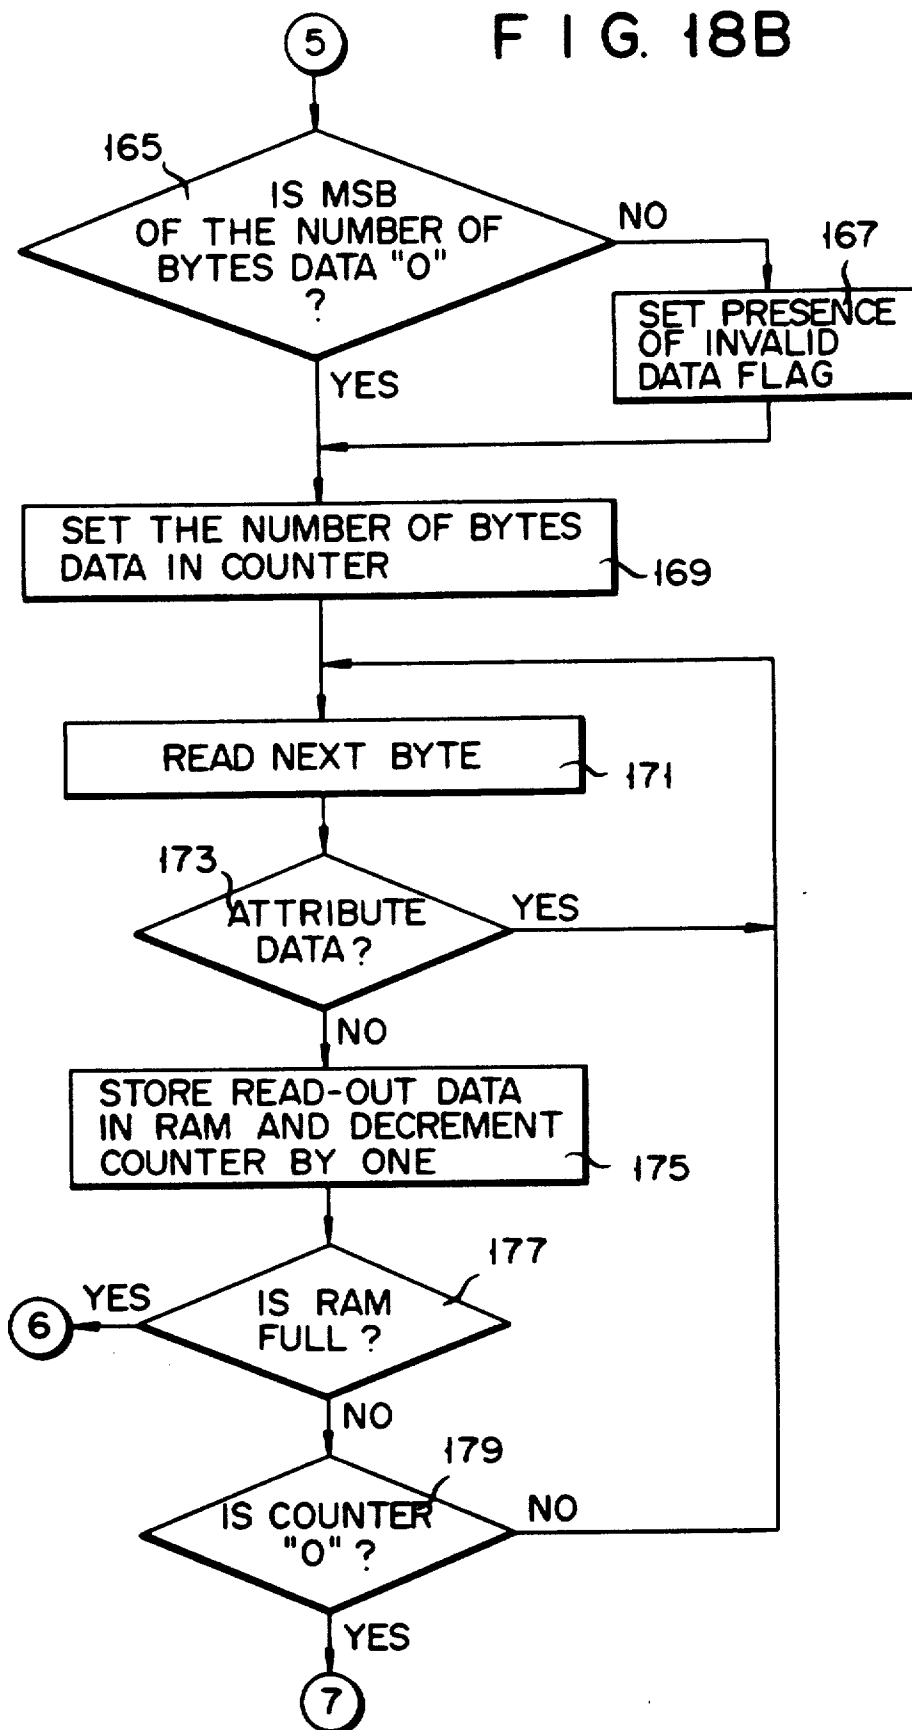 FIG. 18B
5
165
IS MSB
OF THE NUMBER OF
BYTES DATA "0"
?
NO
167
SET PRESENCE
OF INVALID
DATA FLAG
YES
SET THE NUMBER OF BYTES
DATA IN COUNTER
169
READ NEXT BYTE
171
173
ATTRIBUTE
DATA?
YES
NO
STORE READ-OUT DATA
IN RAM AND DECREMENT
COUNTER BY ONE
175
177
IS RAM
FULL?
YES
6
NO
179
IS COUNTER
"0"?
NO
YES
7